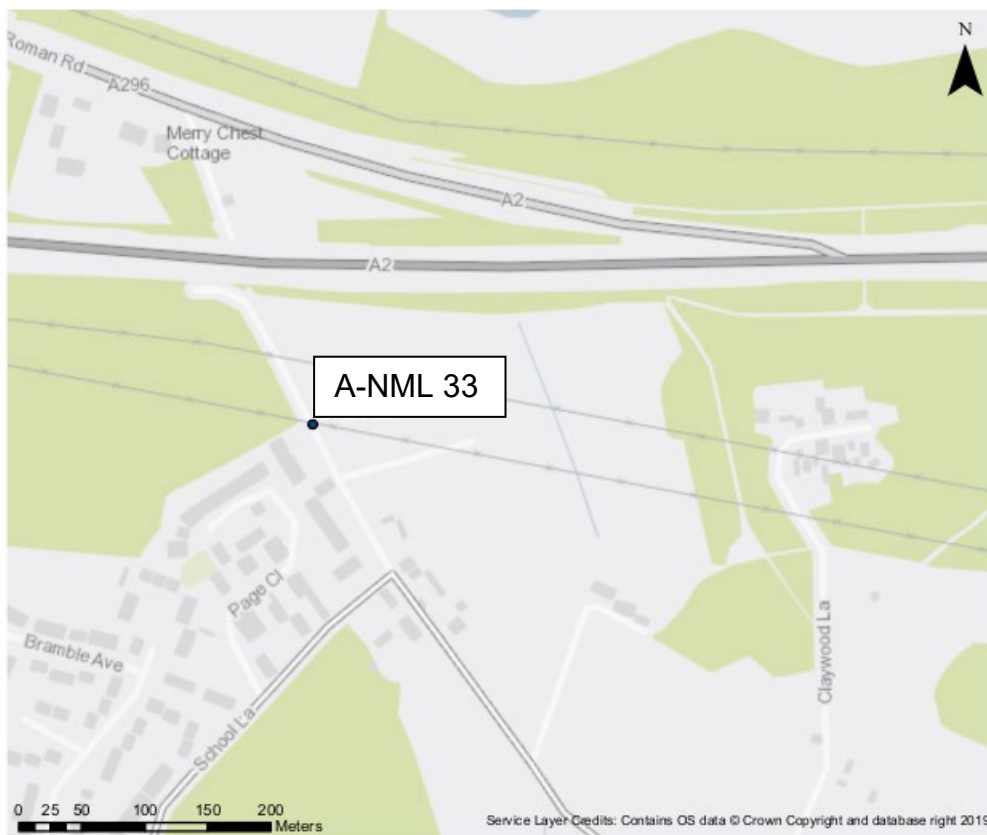 N
Roman Rd
A296
Merry Chest
Cottage
A2
A2
A-NML 33
Page Cl
Bramble Ave
Claywood La
School La
0 25 50 100 150 200
Meters
Service Layer Credits: Contains OS data © Crown Copyright and database right 2019